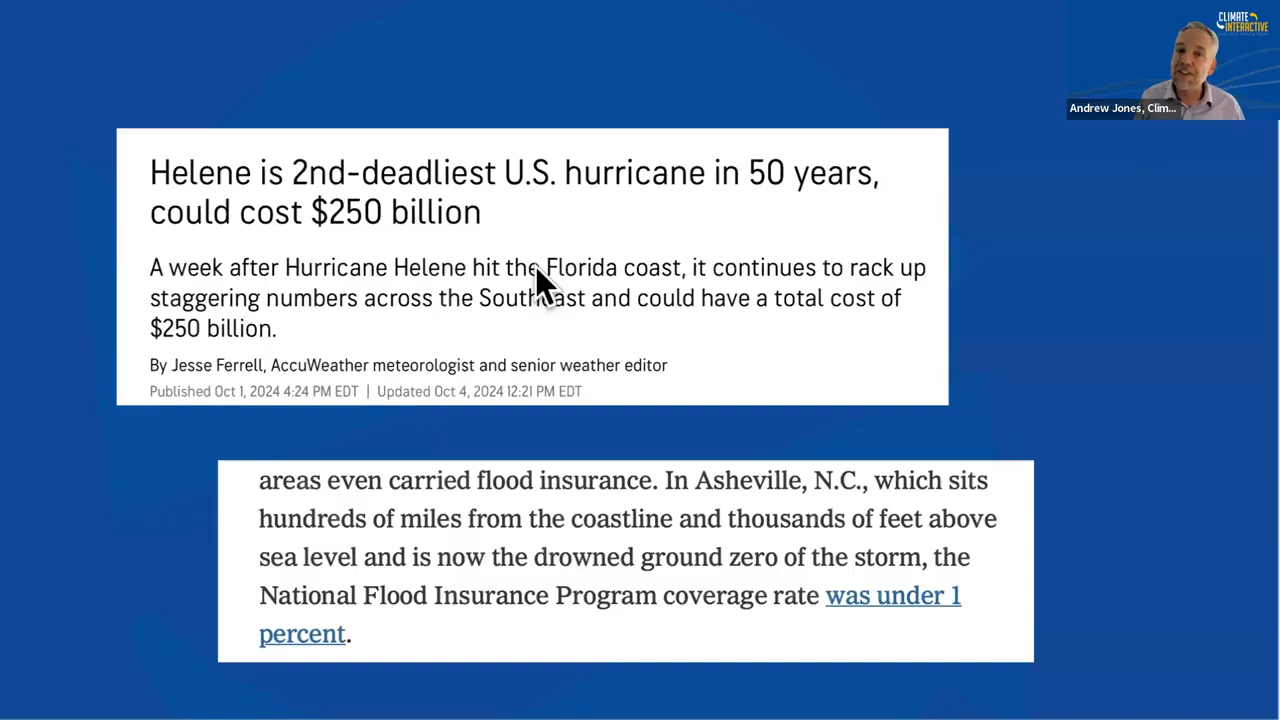 CLIMATE
INTERACTIVE
Andrew Jones, Clim...
Helene is 2nd-deadliest U.S. hurricane in 50 years,
could cost $250 billion
A week after Hurricane Helene hit the Florida coast, it continues to rack up
staggering numbers across the Southeast and could have a total cost of
$250 billion.
By Jesse Ferrell, AccuWeather meteorologist and senior weather editor
Published Oct 1, 2024 4:24 PM EDT | Updated Oct 4, 2024 12:21 PM EDT
areas even carried flood insurance. In Asheville, N.C., which sits
hundreds of miles from the coastline and thousands of feet above
sea level and is now the drowned ground zero of the storm, the
National Flood Insurance Program coverage rate was under 1
percent.